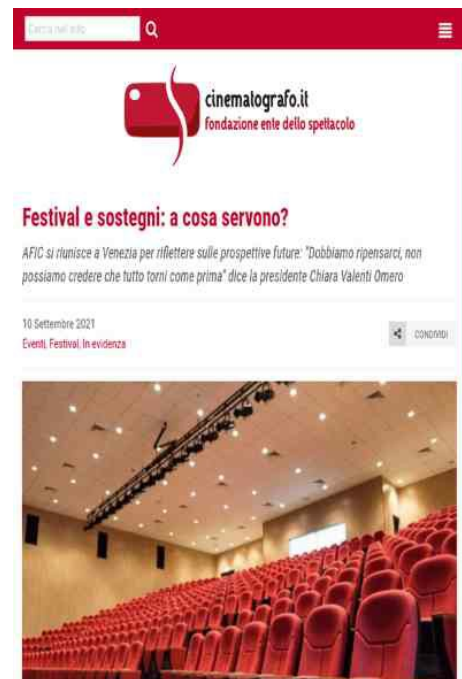 Cerca nel sito
cinematografo.it
fondazione ente dello spettacolo
Festival e sostegni: a cosa servono?
AFIC si riunisce a Venezia per riflettere sulle prospettive future: "Dobbiamo ripensarci, non
possiamo credere che tutto torni come prima" dice la presidente Chiara Valenti Omero
10 Settembre 2021
CONDIVIDI
Eventi, Festival, In evidenza